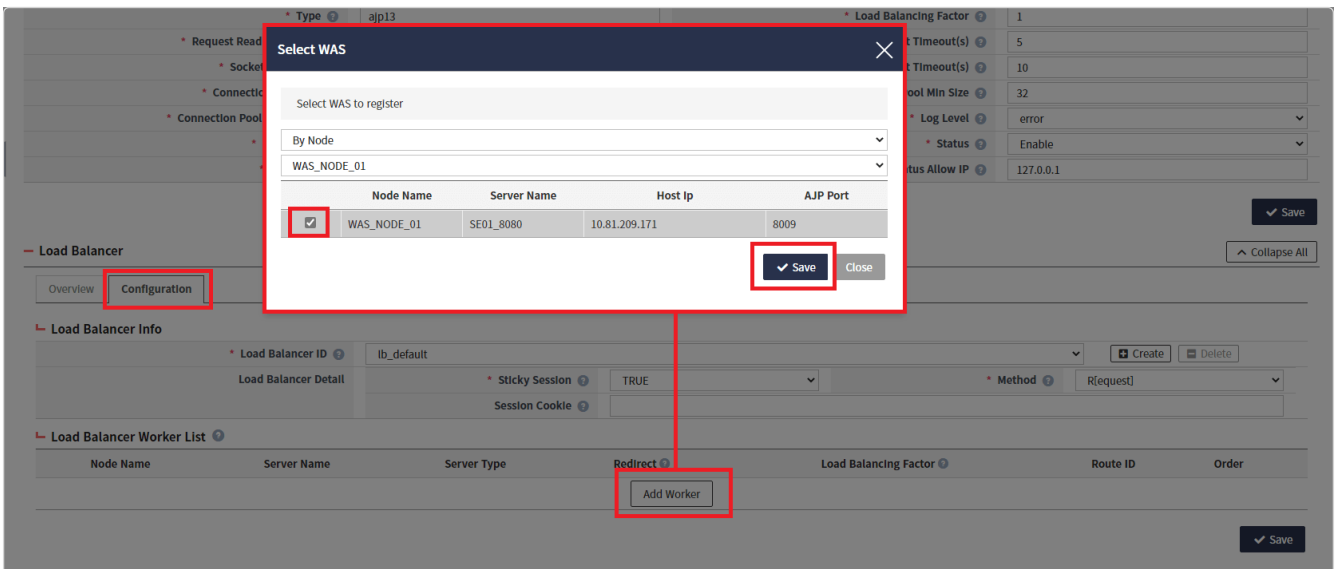 * Type ajp13 * Load Balancing Factor 1
* Request Read t Timeout(s) 5
* Socket t Timeout(s) 10
* Connectio ool Min Size 32
* Connection Pool * Log Level error
* * Status Enable
* tus Allow IP 127.0.0.1
Save
Select WAS
Select WAS to register
By Node
WAS_NODE_01
Node Name Server Name Host Ip AJP Port
WAS_NODE_01 SE01_8080 10.81.209.171 8009
Save Close
Load Balancer Collapse All
Overview Configuration
Load Balancer Info
* Load Balancer ID lb_default Create Delete
Load Balancer Detail * Sticky Session TRUE * Method R[equest]
Session Cookie
Load Balancer Worker List
Node Name Server Name Server Type Redirect Load Balancing Factor Route ID Order
Add Worker
Save